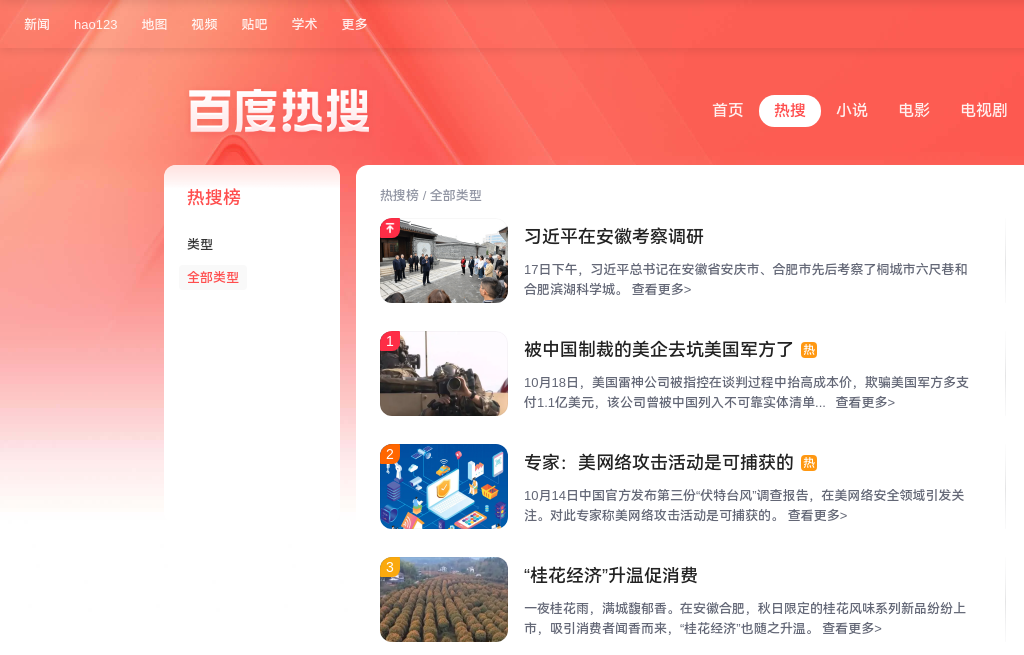 新闻 hao123 地图 视频 贴吧 学术 更多
百度热搜
首页 热搜 小说 电影 电视剧
热搜榜
类型
全部类型
热搜榜 / 全部类型
习近平在安徽考察调研
17日下午，习近平总书记在安徽省安庆市、合肥市先后考察了桐城市六尺巷和
合肥滨湖科学城。 查看更多>
1
被中国制裁的美企去坑美国军方了 热
10月18日，美国雷神公司被指控在谈判过程中抬高成本价，欺骗美国军方多支
付1.1亿美元，该公司曾被中国列入不可靠实体清单... 查看更多>
2
专家：美网络攻击活动是可捕获的 热
10月14日中国官方发布第三份“伏特台风”调查报告，在美网络安全领域引发关
注。对此专家称美网络攻击活动是可捕获的。 查看更多>
3
“桂花经济”升温促消费
一夜桂花雨，满城馥郁香。在安徽合肥，秋日限定的桂花风味系列新品纷纷上
市，吸引消费者闻香而来，“桂花经济”也随之升温。 查看更多>